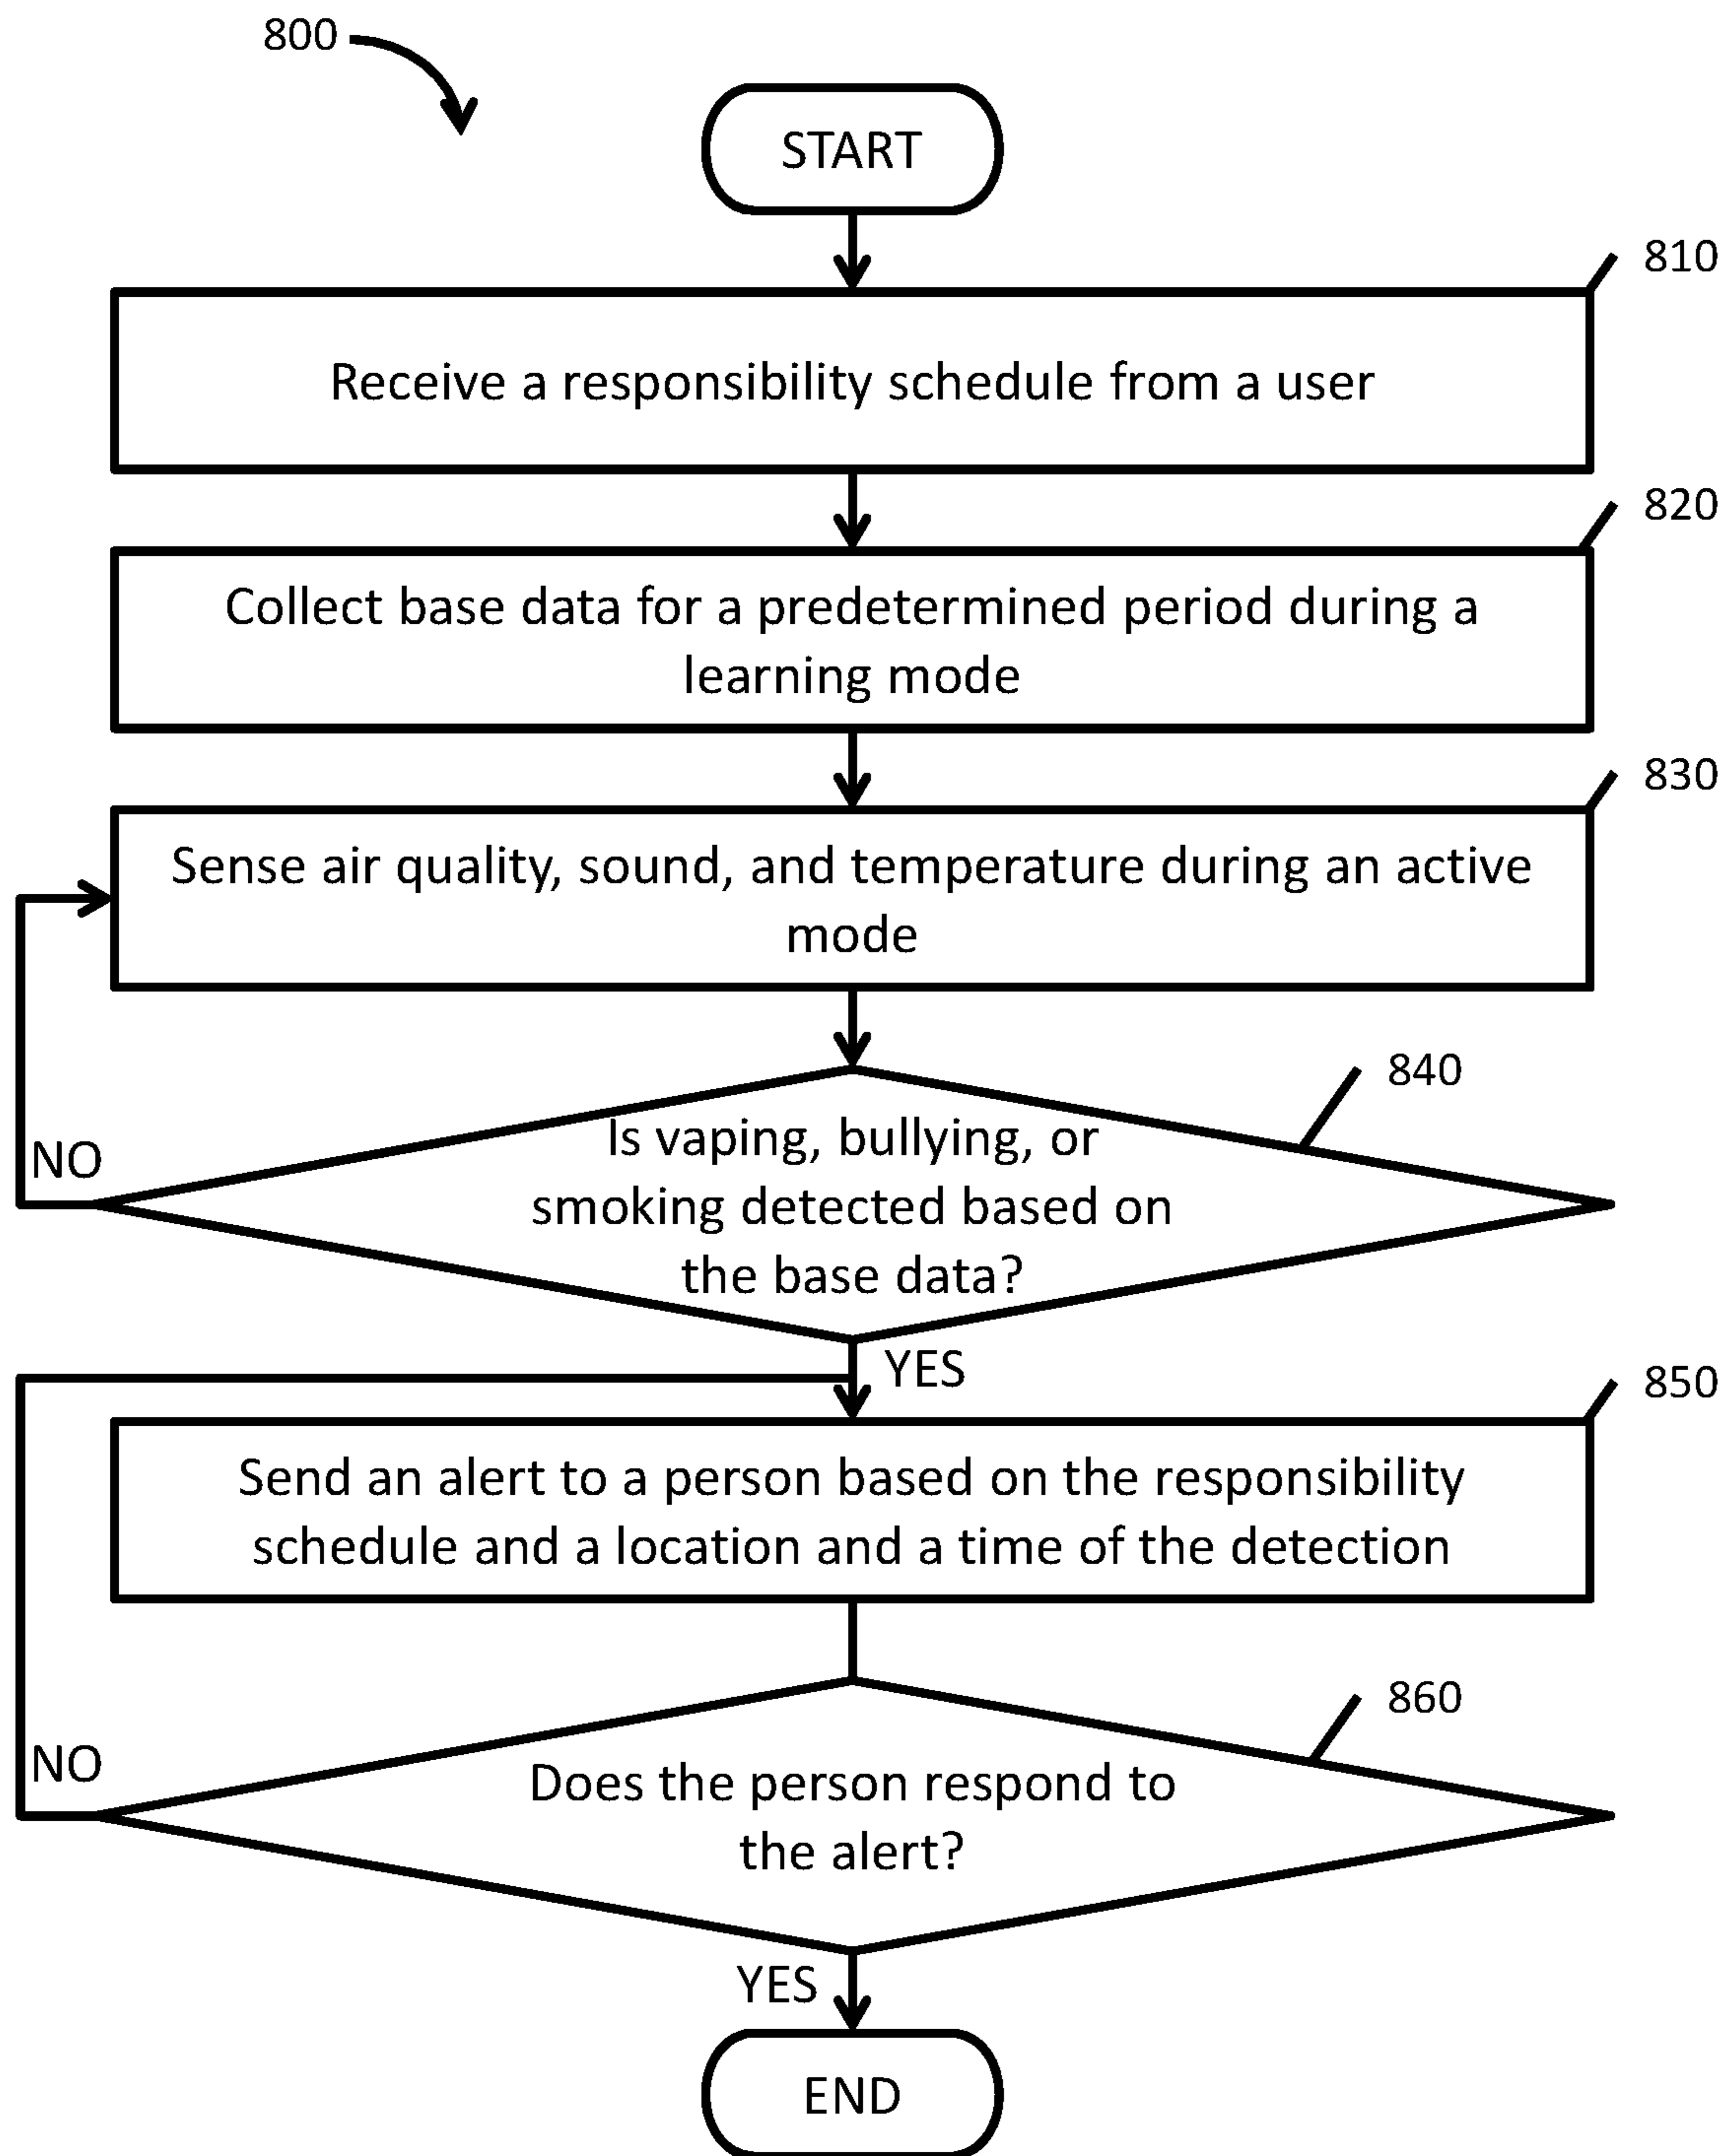 800
START
810
Receive a responsibility schedule from a user
820
Collect base data for a predetermined period during a
learning mode
830
Sense air quality, sound, and temperature during an active
mode
840
Is vaping, bullying, or
smoking detected based on
the base data?
NO
YES
850
Send an alert to a person based on the responsibility
schedule and a location and a time of the detection
860
Does the person respond to
the alert?
NO
YES
END